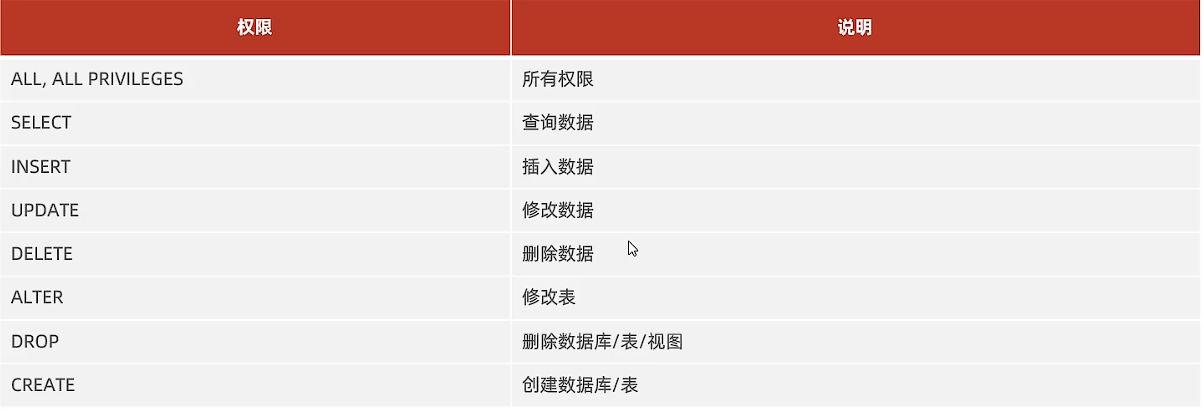 权限 说明
ALL, ALL PRIVILEGES 所有权限
SELECT 查询数据
INSERT 插入数据
UPDATE 修改数据
DELETE 删除数据
ALTER 修改表
DROP 删除数据库/表/视图
CREATE 创建数据库/表